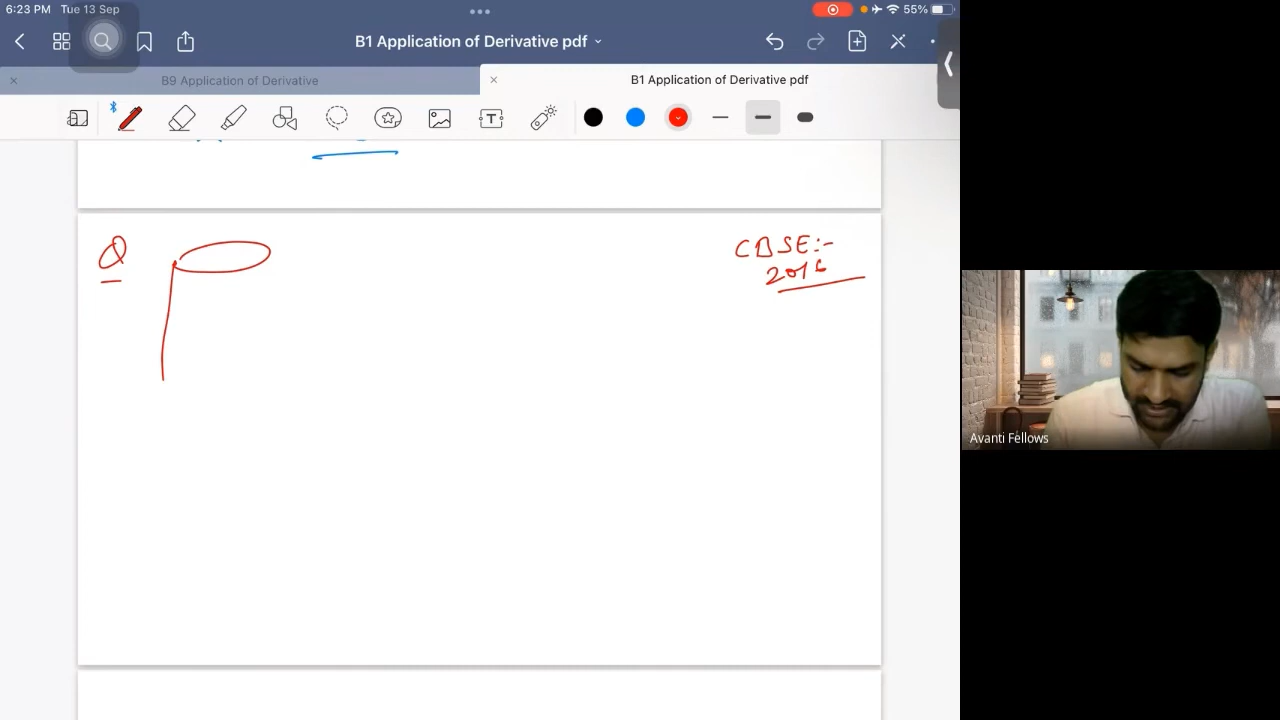 6:23 PM Tue 13 Sep
55%
B1 Application of Derivative pdf
B9 Application of Derivative
B1 Application of Derivative pdf
T
Q
CBSE:-
2016
Avanti Fellows